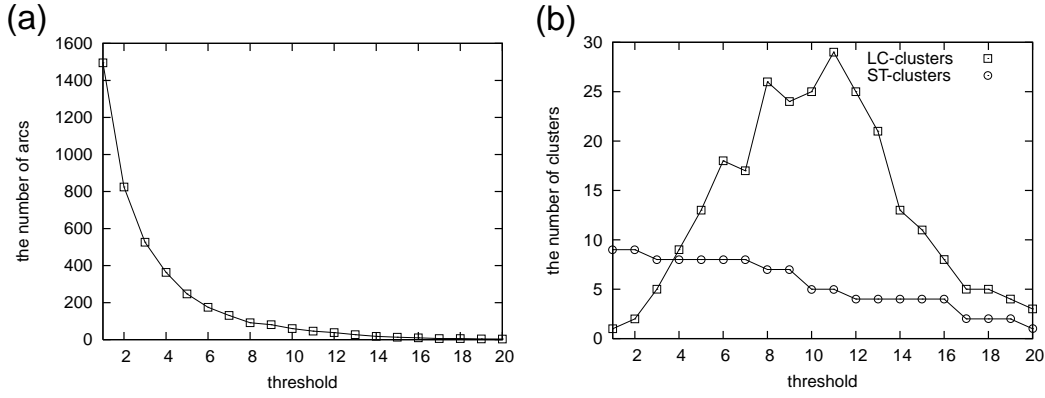 (a)
1600
1400
1200
1000
800
600
400
200
0
the number of arcs
2 4 6 8 10 12 14 16 18 20
threshold
(b)
30
25
20
15
10
5
0
the number of clusters
LC-clusters
ST-clusters
2 4 6 8 10 12 14 16 18 20
threshold